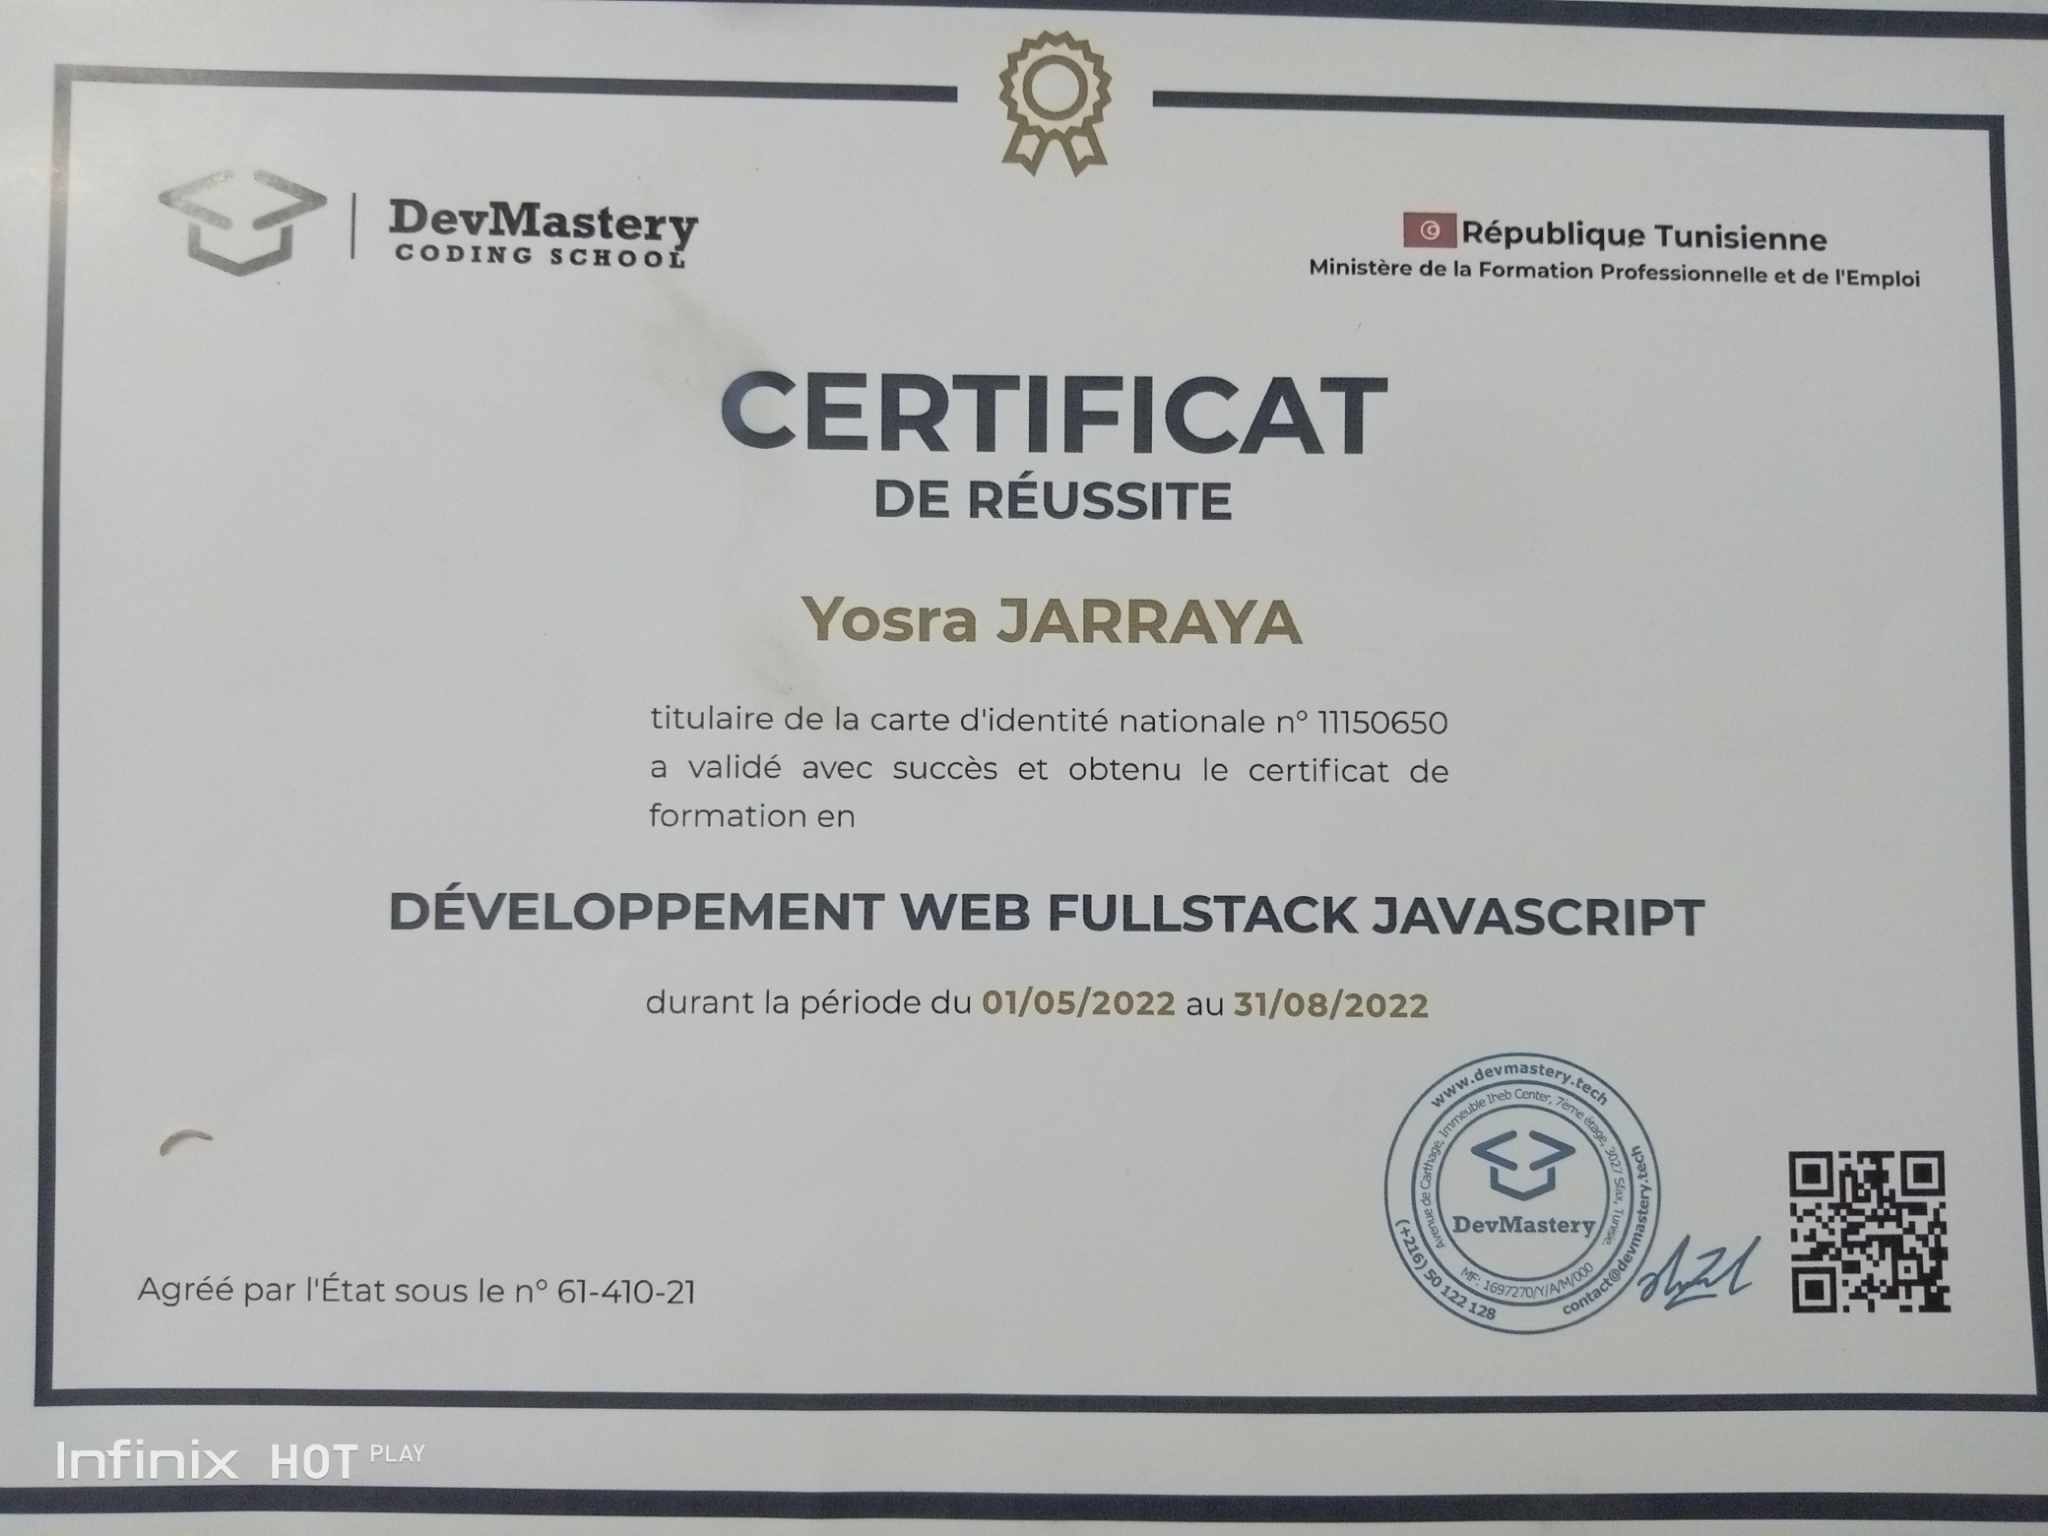 DevMastery
CODING SCHOOL
République Tunisienne
Ministère de la Formation Professionnelle et de l'Emploi
CERTIFICAT
DE RÉUSSITE
Yosra JARRAYA
titulaire de la carte d'identité nationale n° 11150650
a validé avec succès et obtenu le certificat de
formation en
DÉVELOPPEMENT WEB FULLSTACK JAVASCRIPT
durant la période du 01/05/2022 au 31/08/2022
www.devmastery.tech
Avenue de Carthage, Immeuble Iheb Center, 7ème étage, 3027 Sfax, Tunisie.
DevMastery
MF: 1697270/Y/A/M/000
(+216) 50 122 128
contact@devmastery.tech
Agréé par l'État sous le n° 61-410-21
Infinix HOT PLAY